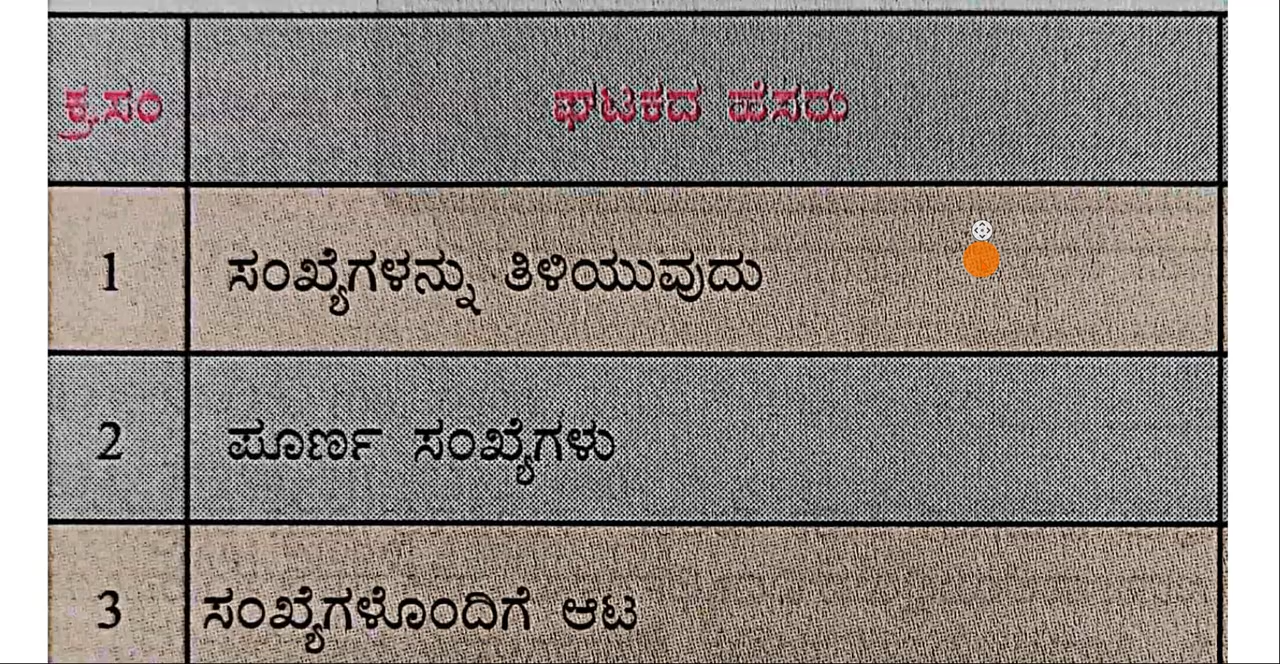 ಕ್ರ.ಸಂ ಘಟಕದ ಹೆಸರು
1 ಸಂಖ್ಯೆಗಳನ್ನು ತಿಳಿಯುವುದು
2 ಪೂರ್ಣ ಸಂಖ್ಯೆಗಳು
3 ಸಂಖ್ಯೆಗಳೊಂದಿಗೆ ಆಟ